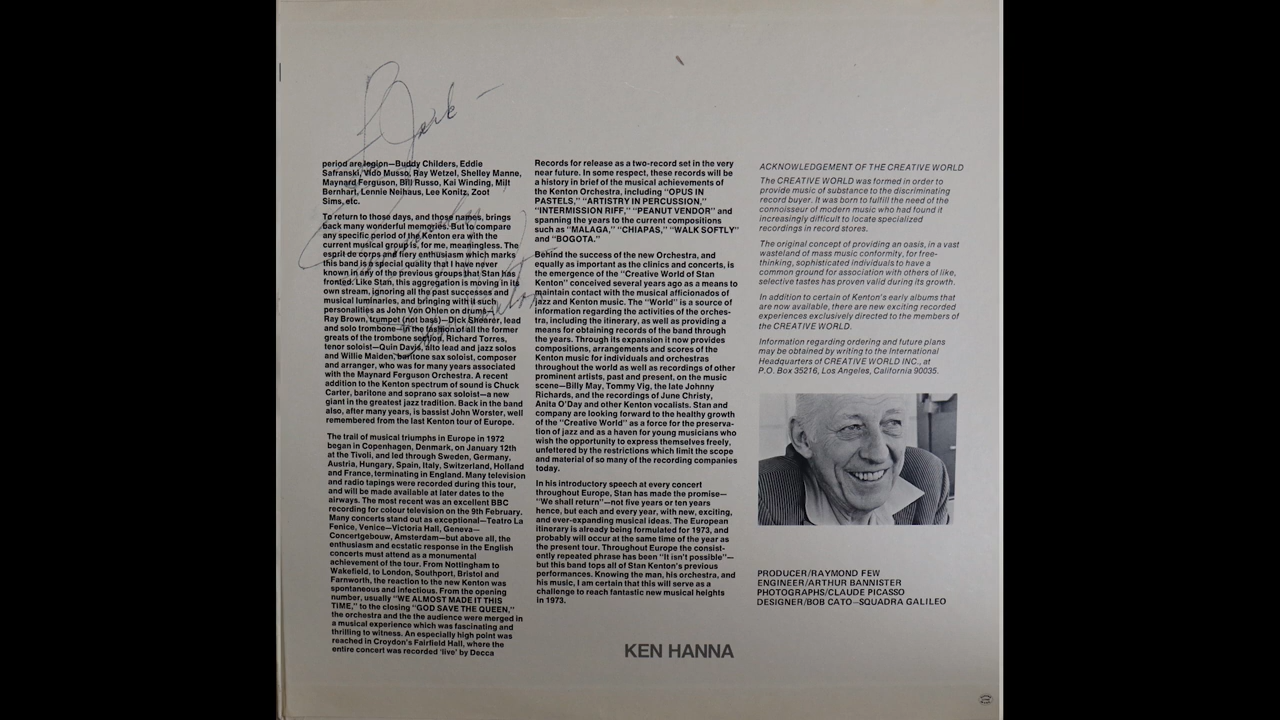 Jack —
period are legion—Buddy Childers, Eddie
Safranski, Vido Musso, Ray Wetzel, Shelley Manne,
Maynard Ferguson, Bill Russo, Kai Winding, Milt
Bernhart, Lennie Neihaus, Lee Konitz, Zoot
Sims, etc.
To return to those days, and those names, brings
back many wonderful memories. But to compare
any specific period of the Kenton era with the
current musical group is, for me, meaningless. The
esprit de corps and fiery enthusiasm which marks
this band is a special quality that I have never
known in any of the previous groups that Stan has
fronted. Like Stan, this aggregation is moving in its
own stream, ignoring all the past successes and
musical luminaries, and bringing with it such
personalities as John Von Ohlen on drums—
Ray Brown, trumpet (not bass)—Dick Shearer, lead
and solo trombone—in the fashion of all the former
greats of the trombone section, Richard Torres,
tenor soloist—Quin Davis, alto lead and jazz solos
and Willie Maiden, baritone sax soloist, composer
and arranger, who was for many years associated
with the Maynard Ferguson Orchestra. A recent
addition to the Kenton spectrum of sound is Chuck
Carter, baritone and soprano sax soloist—a new
giant in the greatest jazz tradition. Back in the band
also, after many years, is bassist John Worster, well
remembered from the last Kenton tour of Europe.
The trail of musical triumphs in Europe in 1972
began in Copenhagen, Denmark, on January 12th
at the Tivoli, and led through Sweden, Germany,
Austria, Hungary, Spain, Italy, Switzerland, Holland
and France, terminating in England. Many television
and radio tapings were recorded during this tour,
and will be made available at later dates to the
airways. The most recent was an excellent BBC
recording for colour television on the 9th February.
Many concerts stand out as exceptional—Teatro La
Fenice, Venice—Victoria Hall, Geneva—
Concertgebouw, Amsterdam—but above all, the
enthusiasm and ecstatic response in the English
concerts must attend as a monumental
achievement of the tour. From Nottingham to
Wakefield, to London, Southport, Bristol and
Farnworth, the reaction to the new Kenton was
spontaneous and infectious. From the opening
number, usually "WE ALMOST MADE IT THIS
TIME," to the closing "GOD SAVE THE QUEEN,"
the orchestra and the the audience were merged in
a musical experience which was fascinating and
thrilling to witness. An especially high point was
reached in Croydon's Fairfield Hall, where the
entire concert was recorded 'live' by Decca
Records for release as a two-record set in the very
near future. In some respect, these records will be
a history in brief of the musical achievements of
the Kenton Orchestra, including "OPUS IN
PASTELS," "ARTISTRY IN PERCUSSION,"
"INTERMISSION RIFF," "PEANUT VENDOR" and
spanning the years to the current compositions
such as "MALAGA," "CHIAPAS," "WALK SOFTLY"
and "BOGOTA."
Behind the success of the new Orchestra, and
equally as important as the clinics and concerts, is
the emergence of the "Creative World of Stan
Kenton" conceived several years ago as a means to
maintain contact with the musical afficionados of
jazz and Kenton music. The "World" is a source of
information regarding the activities of the orches-
tra, including the itinerary, as well as providing a
means for obtaining records of the band through
the years. Through its expansion it now provides
compositions, arrangements and scores of the
Kenton music for individuals and orchestras
throughout the world as well as recordings of other
prominent artists, past and present, on the music
scene—Billy May, Tommy Vig, the late Johnny
Richards, and the recordings of June Christy,
Anita O'Day and other Kenton vocalists. Stan and
company are looking forward to the healthy growth
of the "Creative World" as a force for the preserva-
tion of jazz and as a haven for young musicians who
wish the opportunity to express themselves freely,
unfettered by the restrictions which limit the scope
and material of so many of the recording companies
today.
In his introductory speech at every concert
throughout Europe, Stan has made the promise—
"We shall return"—not five years or ten years
hence, but each and every year, with new, exciting,
and ever-expanding musical ideas. The European
itinerary is already being formulated for 1973, and
probably will occur at the same time of the year as
the present tour. Throughout Europe the consist-
ently repeated phrase has been "It isn't possible"—
but this band tops all of Stan Kenton's previous
performances. Knowing the man, his orchestra, and
his music, I am certain that this will serve as a
challenge to reach fantastic new musical heights
in 1973.
KEN HANNA
ACKNOWLEDGEMENT OF THE CREATIVE WORLD
The CREATIVE WORLD was formed in order to
provide music of substance to the discriminating
record buyer. It was born to fulfill the need of the
connoisseur of modern music who had found it
increasingly difficult to locate specialized
recordings in record stores.
The original concept of providing an oasis, in a vast
wasteland of mass music conformity, for free-
thinking, sophisticated individuals to have a
common ground for association with others of like,
selective tastes has proven valid during its growth.
In addition to certain of Kenton's early albums that
are now available, there are new exciting recorded
experiences exclusively directed to the members of
the CREATIVE WORLD.
Information regarding ordering and future plans
may be obtained by writing to the International
Headquarters of CREATIVE WORLD INC., at
P.O. Box 35216, Los Angeles, California 90035.
PRODUCER/RAYMOND FEW
ENGINEER/ARTHUR BANNISTER
PHOTOGRAPHS/CLAUDE PICASSO
DESIGNER/BOB CATO—SQUADRA GALILEO